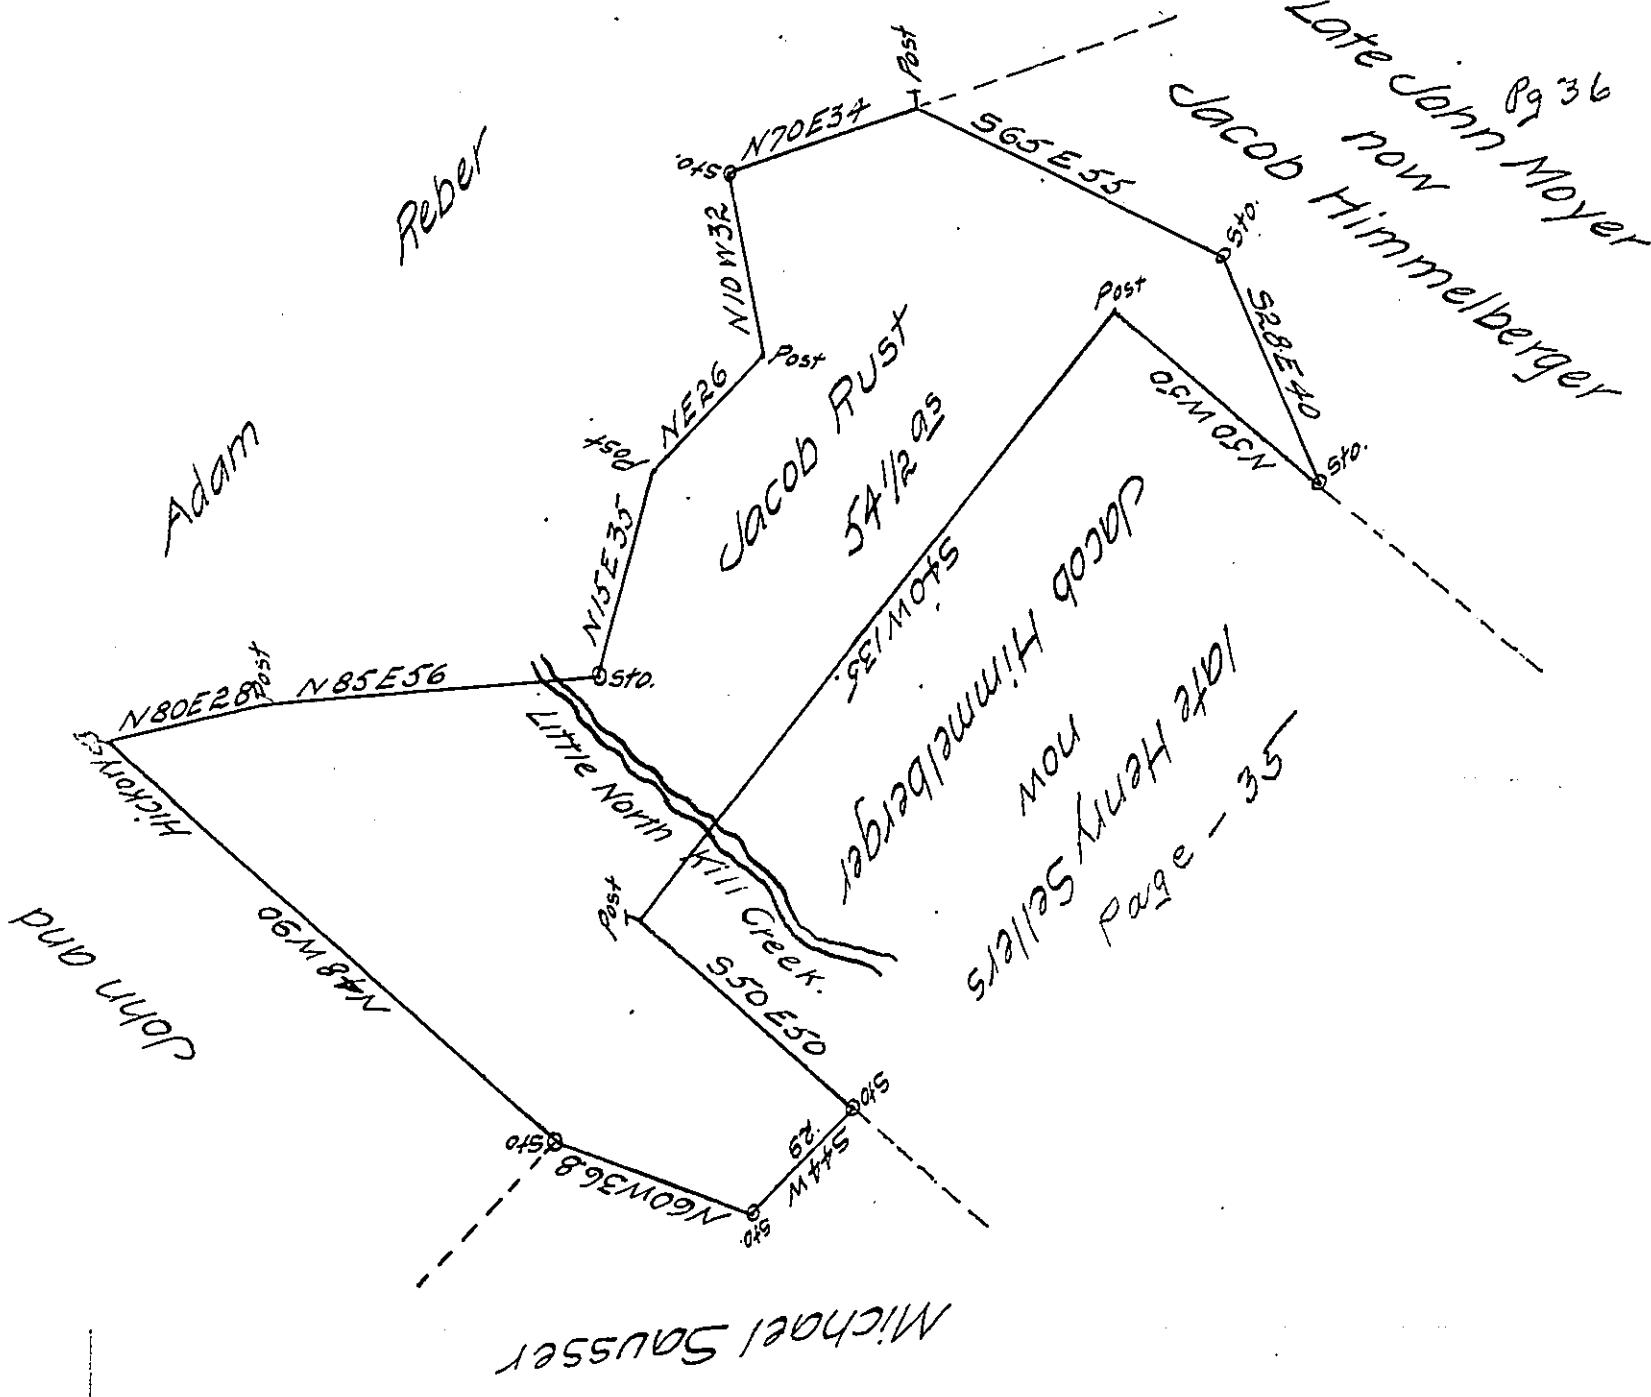 Late John Moyer
Pg 36
now
Jacob Himmelberger
Post
N70E34
S65E55
Sto.
N10W32
Reber
Sto.
Post
S28E40
Post
NE26
Jacob Rust
54 1/2 as
N50W50
Sto.
Post
Adam
N15E35
S40W135.
Jacob Himmelberger
now
late Henry Sellers
Page - 35
Post
N80E28
N85E56
Sto.
Hickory
Little North Kill Creek.
Post
N48W90
John and
S50E50
Sto
Sto
N60W36.8
S44W
29
Sto.
Michael Sausser